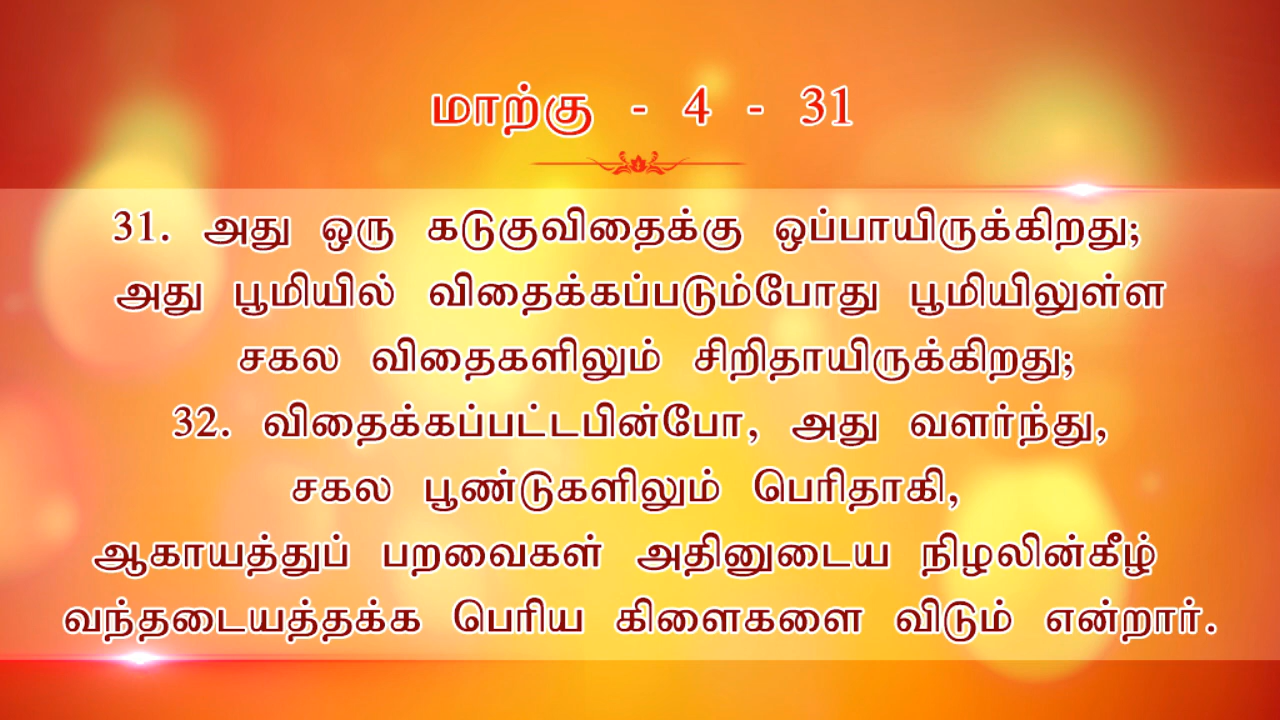 மாற்கு - 4 - 31
31. அது ஒரு கடுகுவிதைக்கு ஒப்பாயிருக்கிறது;
அது பூமியில் விதைக்கப்படும்போது பூமியிலுள்ள
சகல விதைகளிலும் சிறிதாயிருக்கிறது;
32. விதைக்கப்பட்டபின்போ, அது வளர்ந்து,
சகல பூண்டுகளிலும் பெரிதாகி,
ஆகாயத்துப் பறவைகள் அதினுடைய நிழலின்கீழ்
வந்தடையத்தக்க பெரிய கிளைகளை விடும் என்றார்.